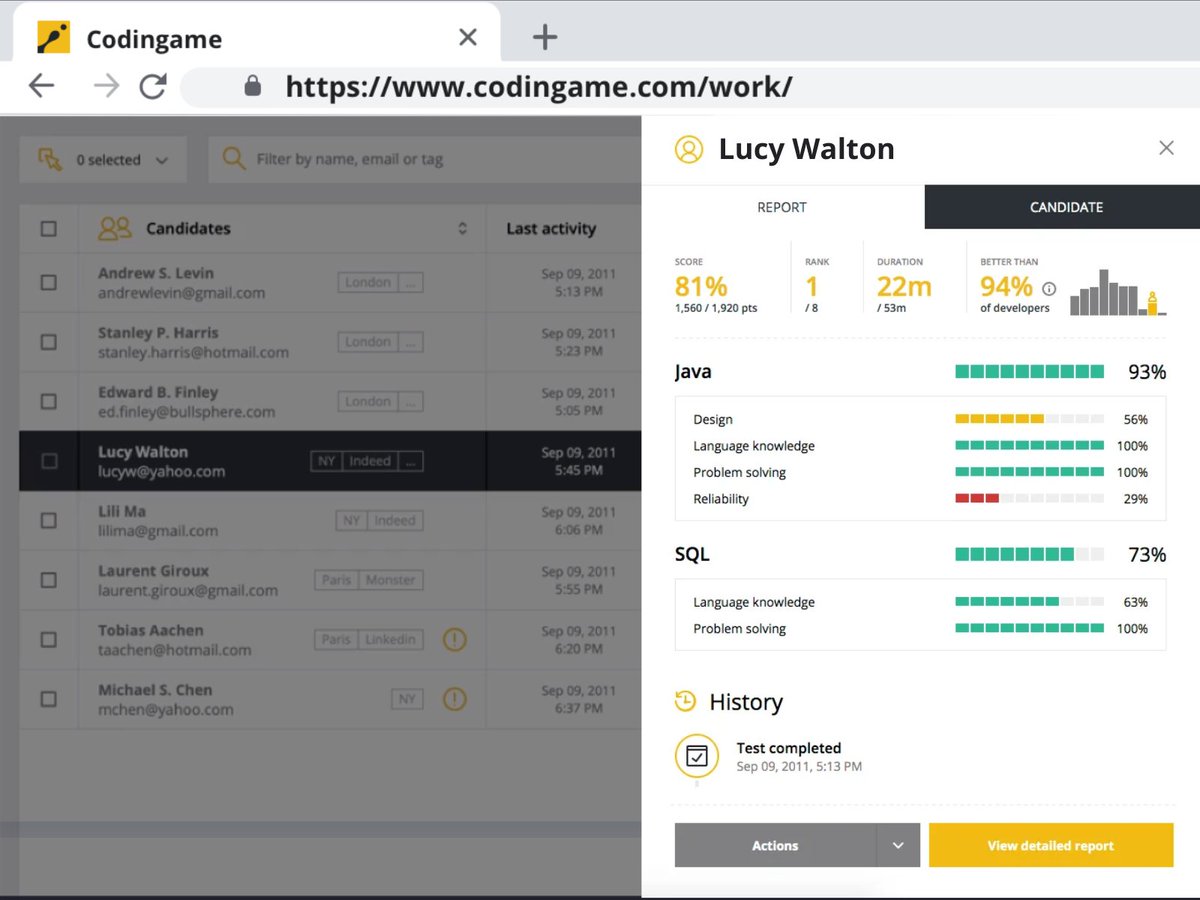 Codingame
https://www.codingame.com/work/
0 selected
Filter by name, email or tag
Candidates
Last activity
Andrew S. Levin
andrewlevin@gmail.com
London ...
Sep 09, 2011
5:13 PM
Stanley P. Harris
stanley.harris@hotmail.com
London ...
Sep 09, 2011
5:23 PM
Edward B. Finley
ed.finley@bullsphere.com
London ...
Sep 09, 2011
5:05 PM
Lucy Walton
lucyw@yahoo.com
NY Indeed ...
Sep 09, 2011
5:45 PM
Lili Ma
lilima@gmail.com
NY Indeed
Sep 09, 2011
6:06 PM
Laurent Giroux
laurent.giroux@gmail.com
Paris Monster
Sep 09, 2011
5:55 PM
Tobias Aachen
taachen@hotmail.com
Paris Linkedin
Sep 09, 2011
6:20 PM
Michael S. Chen
mchen@yahoo.com
NY
Sep 09, 2011
6:37 PM
Lucy Walton
REPORT
CANDIDATE
SCORE
81%
1,560 / 1,920 pts
RANK
1
/ 8
DURATION
22m
/ 53m
BETTER THAN
94%
of developers
Java 93%
Design 56%
Language knowledge 100%
Problem solving 100%
Reliability 29%
SQL 73%
Language knowledge 63%
Problem solving 100%
History
Test completed
Sep 09, 2011, 5:13 PM
Actions
View detailed report